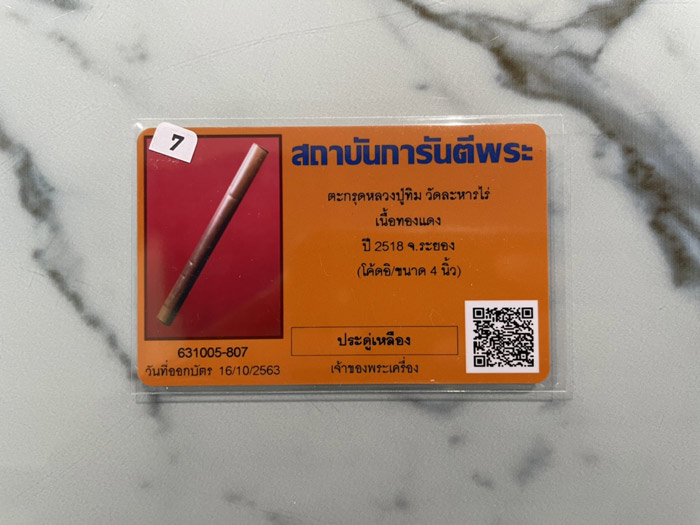 7
สถาบันการันตีพระ
ตะกรุดหลวงปู่ทิม วัดละหารไร่
เนื้อทองแดง
ปี 2518 จ.ระยอง
(โค้ดอิ/ขนาด 4 นิ้ว)
ประดู่เหลือง
เจ้าของพระเครื่อง
631005-807
วันที่ออกบัตร 16/10/2563